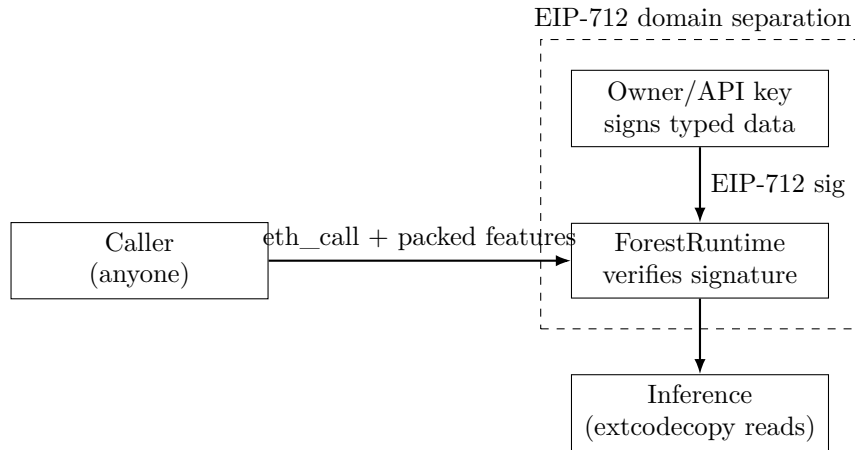 EIP-712 domain separation
Owner/API key
signs typed data
EIP-712 sig
eth_call + packed features
Caller
(anyone)
ForestRuntime
verifies signature
Inference
(extcodecopy reads)